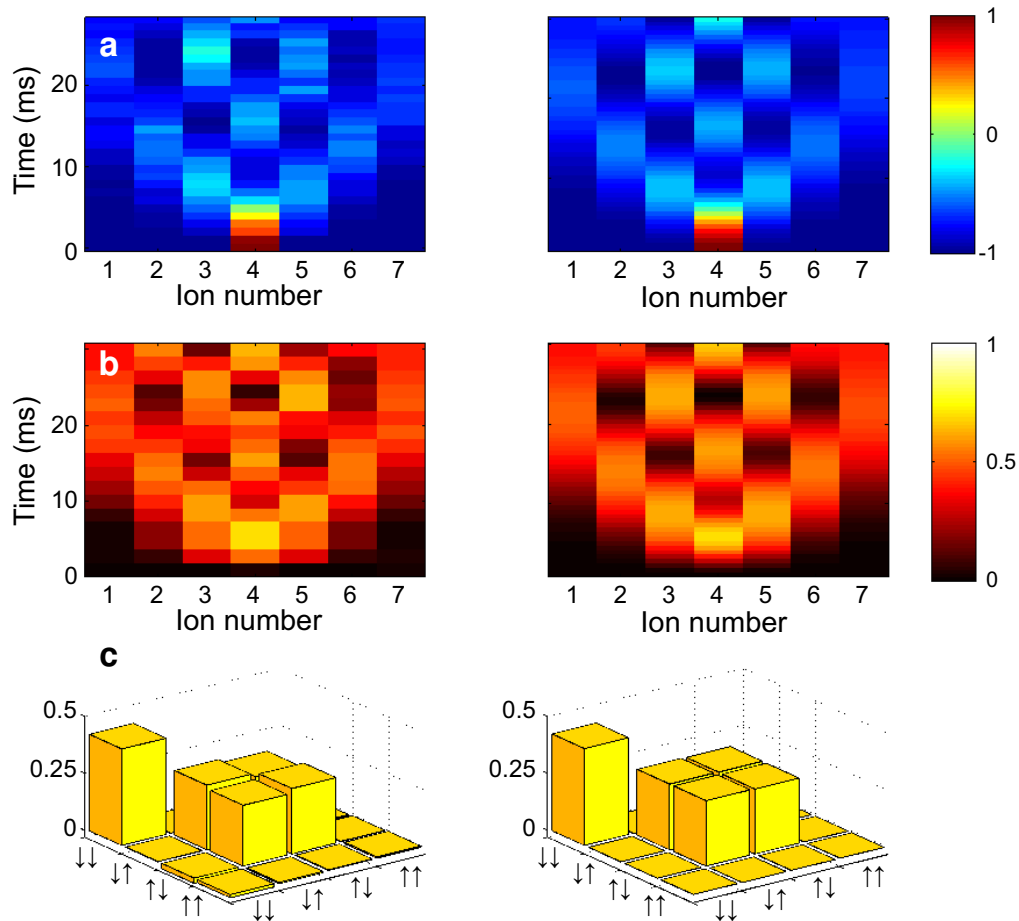 a
Time (ms)
20
10
0
1 2 3 4 5 6 7
Ion number
1 2 3 4 5 6 7
Ion number
1
0
-1
b
Time (ms)
20
10
0
1 2 3 4 5 6 7
Ion number
1 2 3 4 5 6 7
Ion number
1
0.5
0
c
0.5
0.25
0
↓↓
↓↑
↑↓
↑↑
↓↓
↓↑
↑↓
↑↑
0.5
0.25
0
↓↓
↓↑
↑↓
↑↑
↓↓
↓↑
↑↓
↑↑